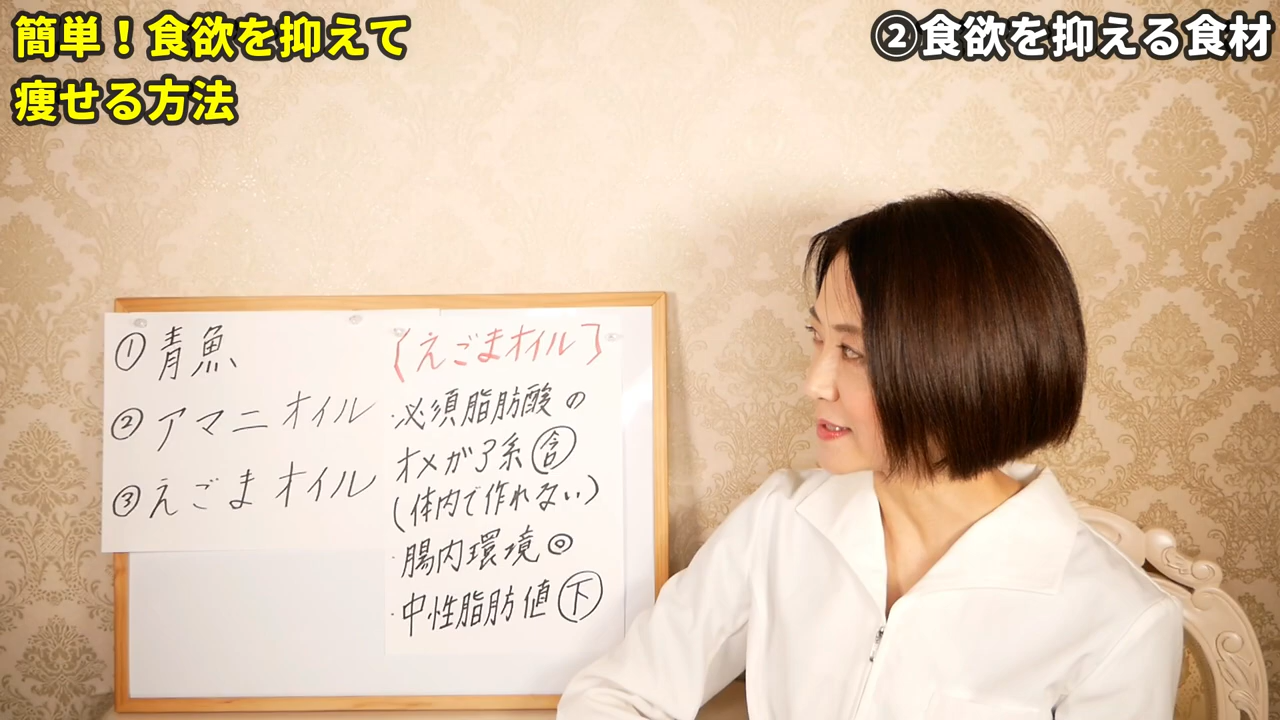 簡単！食欲を抑えて
痩せる方法
②食欲を抑える食材
①青魚
②アマニオイル
③えごまオイル
〔えごまオイル〕
・必須脂肪酸の
オメガ3系㊒
(体内で作れない)
・腸内環境◎
・中性脂肪値㊦